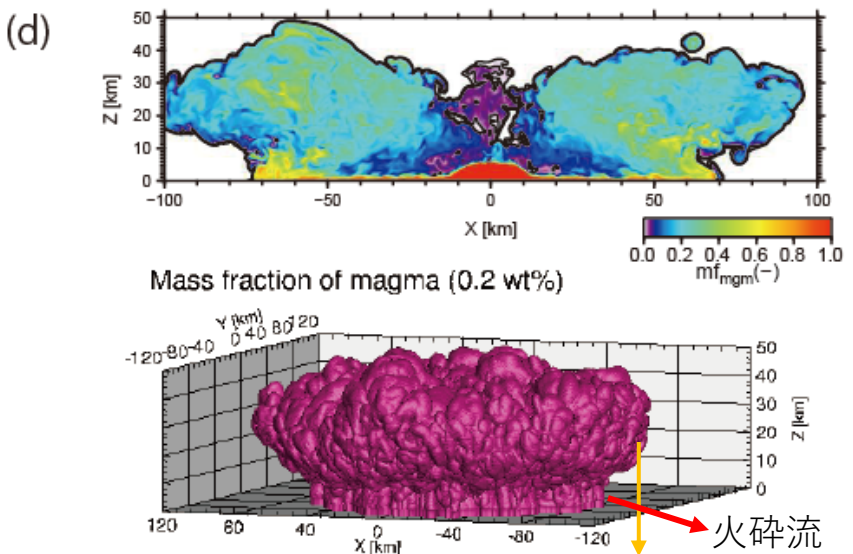 (d)
50
40
30
20
10
0
Z [km]
-100 -50 0 50 100
X [km]
0.0 0.2 0.4 0.6 0.8 1.0
mfmgm(-)
Mass fraction of magma (0.2 wt%)
Y [km]
-120 -80 -40 0 40 80 120
50
40
30
20
10
0
Z [km]
120 60 40 0 -40 -80 -120
X [km]
火砕流